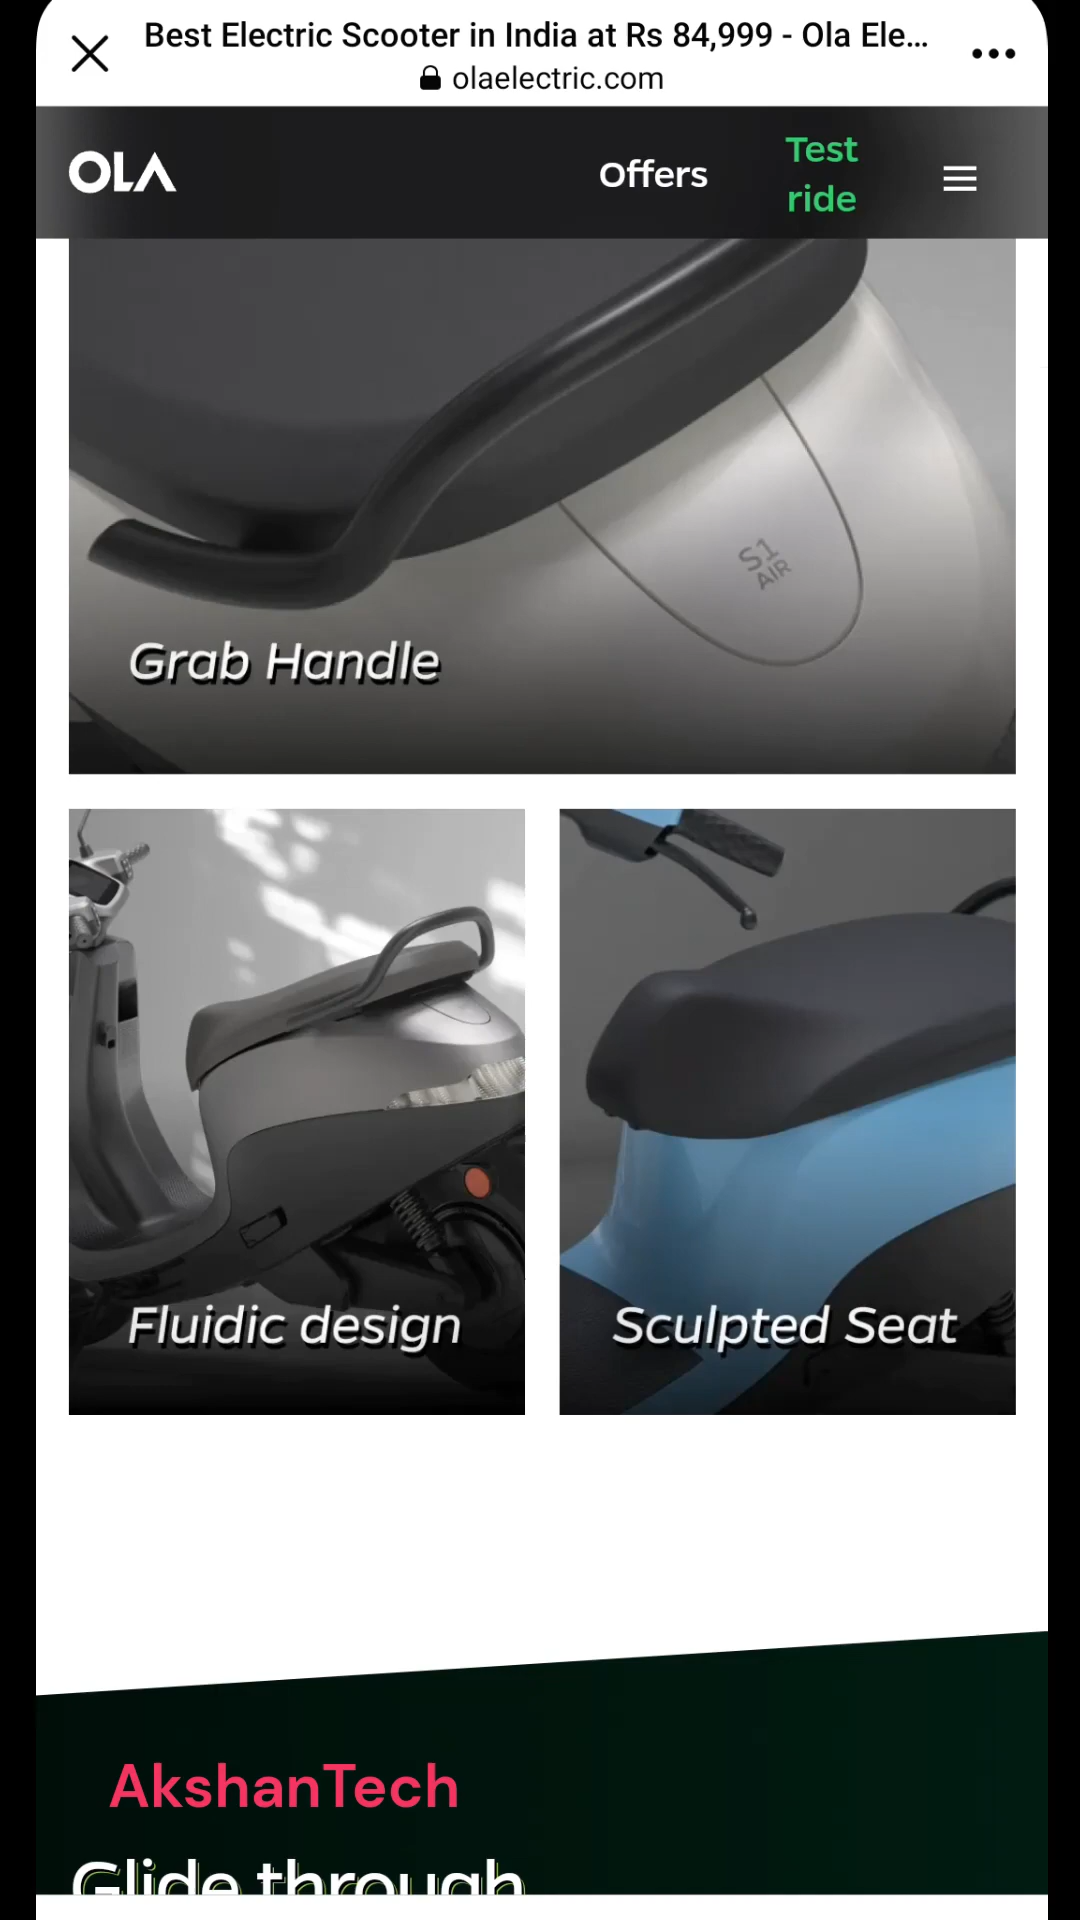 Best Electric Scooter in India at Rs 84,999 - Ola Ele...
olaelectric.com
OLA
Offers
Test
ride
S1
AIR
Grab Handle
Fluidic design
Sculpted Seat
AkshanTech
Glide through